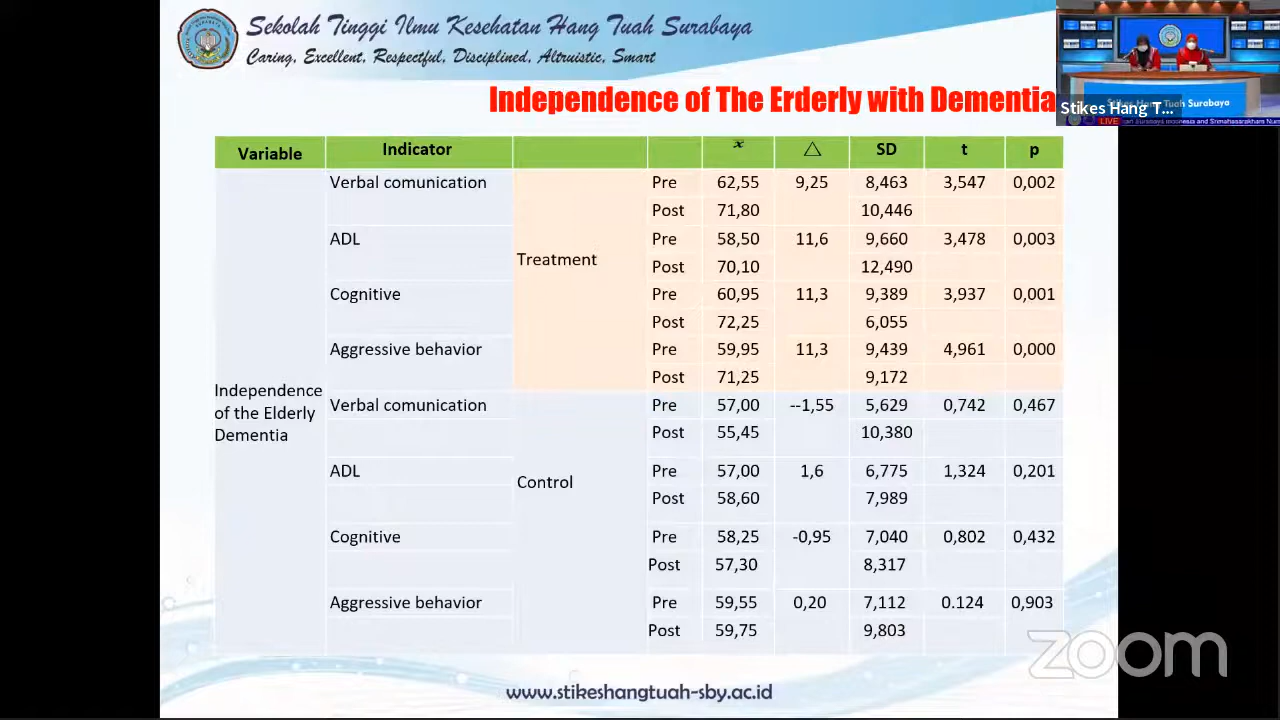 Sekolah Tinggi Ilmu Kesehatan Hang Tuah Surabaya
Caring, Excellent, Respectful, Disciplined, Altruistic, Smart
Independence of The Erderly with Dementia
Stikes Hang Tuah Surabaya
Stikes Hang T...
LIVE
Variable Indicator x̄ △ SD t p
Verbal comunication Pre 62,55 9,25 8,463 3,547 0,002
Post 71,80 10,446
ADL Pre 58,50 11,6 9,660 3,478 0,003
Treatment
Post 70,10 12,490
Cognitive Pre 60,95 11,3 9,389 3,937 0,001
Post 72,25 6,055
Aggressive behavior Pre 59,95 11,3 9,439 4,961 0,000
Post 71,25 9,172
Independence
of the Elderly
Dementia
Verbal comunication Pre 57,00 --1,55 5,629 0,742 0,467
Post 55,45 10,380
ADL Pre 57,00 1,6 6,775 1,324 0,201
Control
Post 58,60 7,989
Cognitive Pre 58,25 -0,95 7,040 0,802 0,432
Post 57,30 8,317
Aggressive behavior Pre 59,55 0,20 7,112 0.124 0,903
Post 59,75 9,803
zoom
www.stikeshangtuah-sby.ac.id